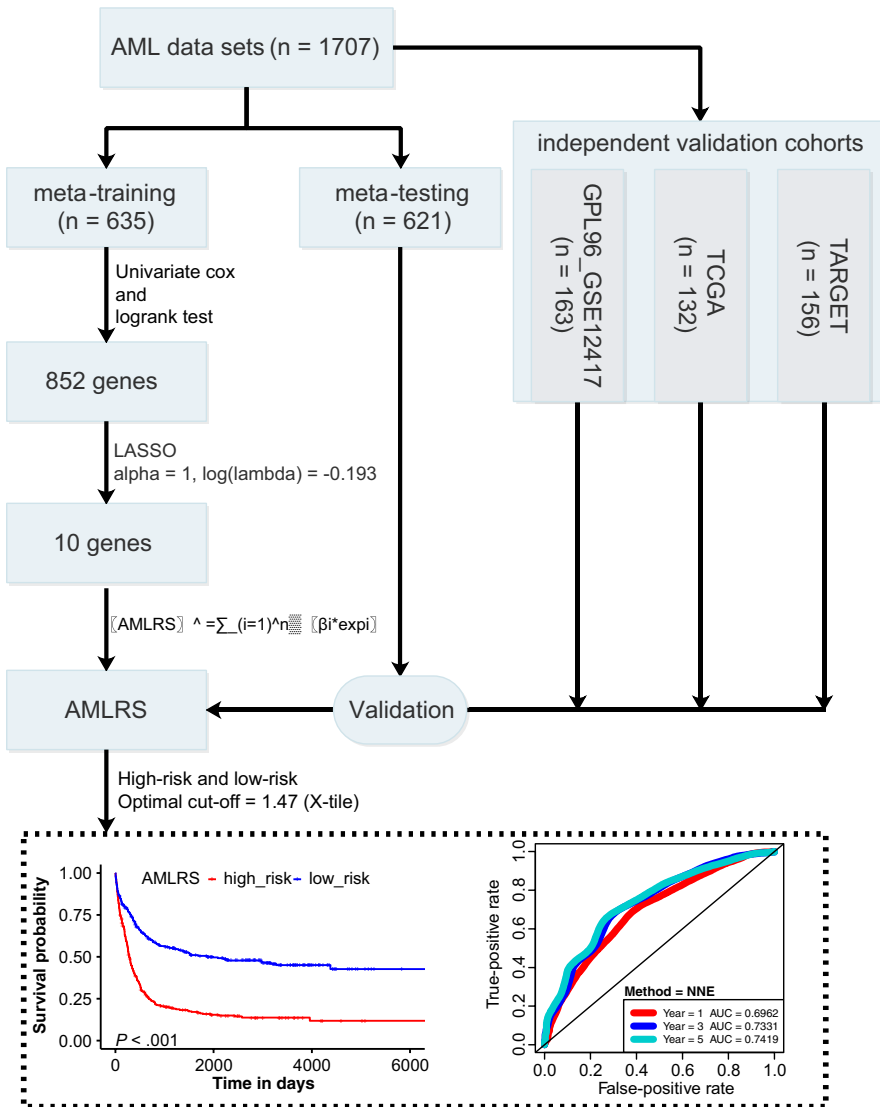 AML data sets (n = 1707)
independent validation cohorts
meta-training
(n = 635)
meta-testing
(n = 621)
GPL96_GSE12417
(n = 163)
TCGA
(n = 132)
TARGET
(n = 156)
Univariate cox
and
logrank test
852 genes
LASSO
alpha = 1, log(lambda) = -0.193
10 genes
〖AMLRS〗 ^ =∑_(i=1)^n▒ 〖βi*expi〗
AMLRS
Validation
High-risk and low-risk
Optimal cut-off = 1.47 (X-tile)
Survival probability
1.00
0.75
0.50
0.25
0.00
AMLRS high_risk low_risk
P < .001
0 2000 4000 6000
Time in days
True-positive rate
1.0
0.8
0.6
0.4
0.2
0.0
Method = NNE
Year = 1 AUC = 0.6962
Year = 3 AUC = 0.7331
Year = 5 AUC = 0.7419
0.0 0.2 0.4 0.6 0.8 1.0
False-positive rate